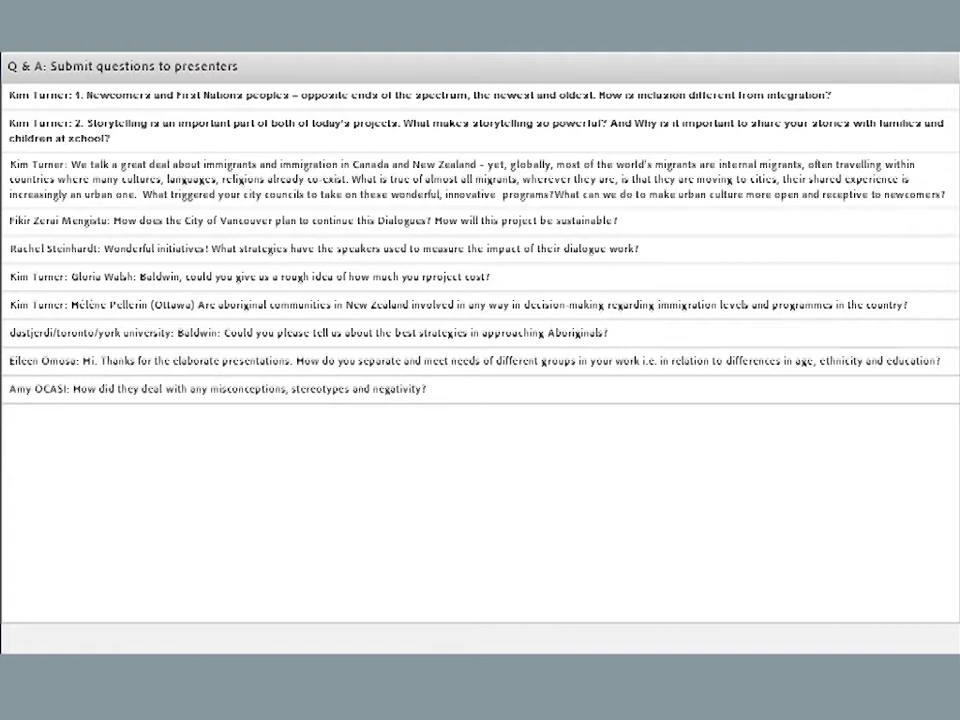 Q & A: Submit questions to presenters
Kim Turner: 1. Newcomers and First Nations peoples – opposite ends of the spectrum, the newest and oldest. How is inclusion different from integration?
Kim Turner: 2. Storytelling is an important part of both of today's projects. What makes storytelling so powerful? And Why is it important to share your stories with families and
children at school?
Kim Turner: We talk a great deal about immigrants and immigration in Canada and New Zealand – yet, globally, most of the world's migrants are internal migrants, often travelling within
countries where many cultures, languages, religions already co-exist. What is true of almost all migrants, wherever they are, is that they are moving to cities, their shared experience is
increasingly an urban one. What triggered your city councils to take on these wonderful, innovative programs?What can we do to make urban culture more open and receptive to newcomers?
Fikir Zerai Mengistu: How does the City of Vancouver plan to continue this Dialogues? How will this project be sustainable?
Rachel Steinhardt: Wonderful initiatives! What strategies have the speakers used to measure the impact of their dialogue work?
Kim Turner: Gloria Walsh: Baldwin, could you give us a rough idea of how much you rproject cost?
Kim Turner: Hélène Pellerin (Ottawa) Are aboriginal communities in New Zealand involved in any way in decision-making regarding immigration levels and programmes in the country?
dastjerdi/toronto/york university: Baldwin: Could you please tell us about the best strategies in approaching Aboriginals?
Eileen Omosa: Hi. Thanks for the elaborate presentations. How do you separate and meet needs of different groups in your work i.e. in relation to differences in age, ethnicity and education?
Amy OCASI: How did they deal with any misconceptions, stereotypes and negativity?